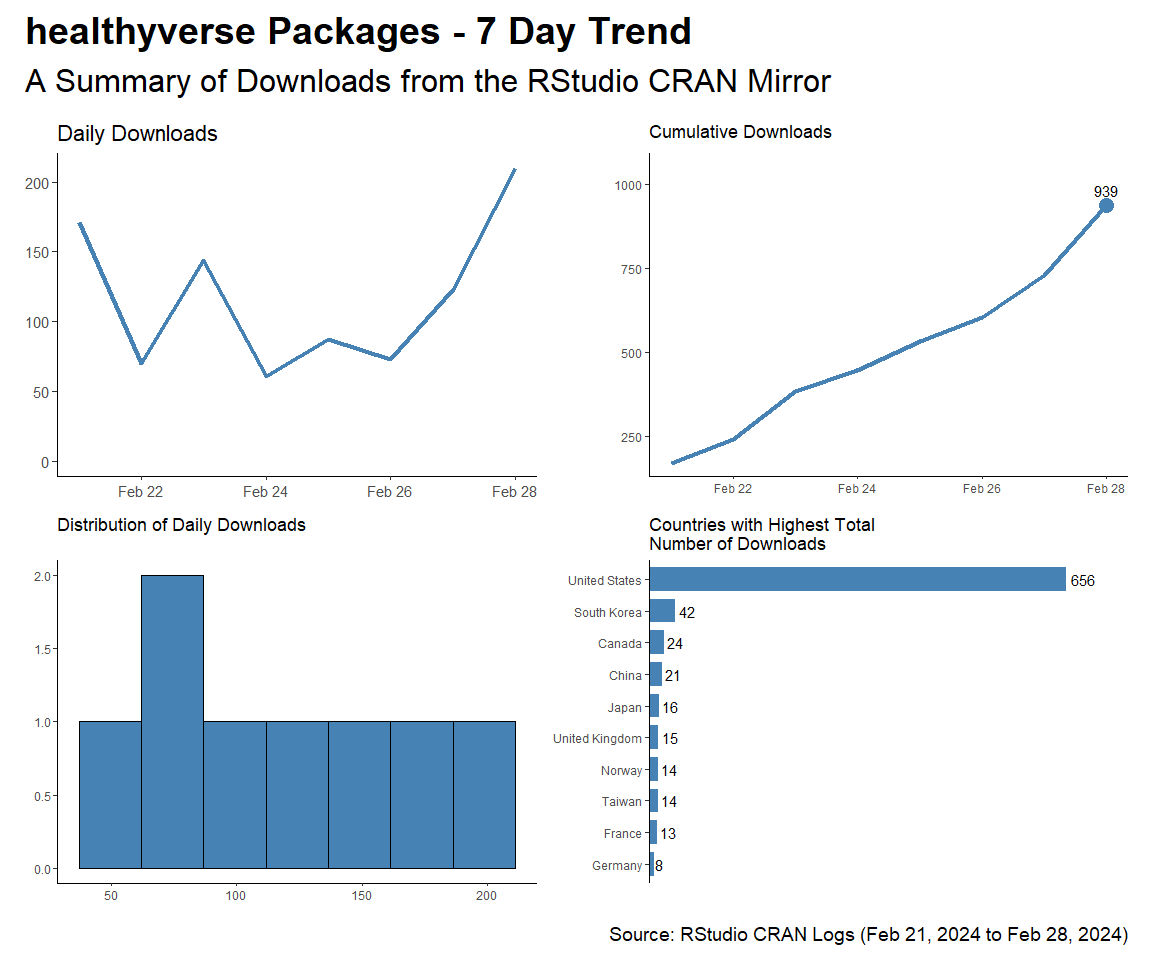 healthyverse Packages - 7 Day Trend
A Summary of Downloads from the RStudio CRAN Mirror
Daily Downloads
200
150
100
50
0
Feb 22 Feb 24 Feb 26 Feb 28
Cumulative Downloads
1000
750
500
250
939
Feb 22 Feb 24 Feb 26 Feb 28
Distribution of Daily Downloads
2.0
1.5
1.0
0.5
0.0
50 100 150 200
Countries with Highest Total
Number of Downloads
United States 656
South Korea 42
Canada 24
China 21
Japan 16
United Kingdom 15
Norway 14
Taiwan 14
France 13
Germany 8
Source: RStudio CRAN Logs (Feb 21, 2024 to Feb 28, 2024)